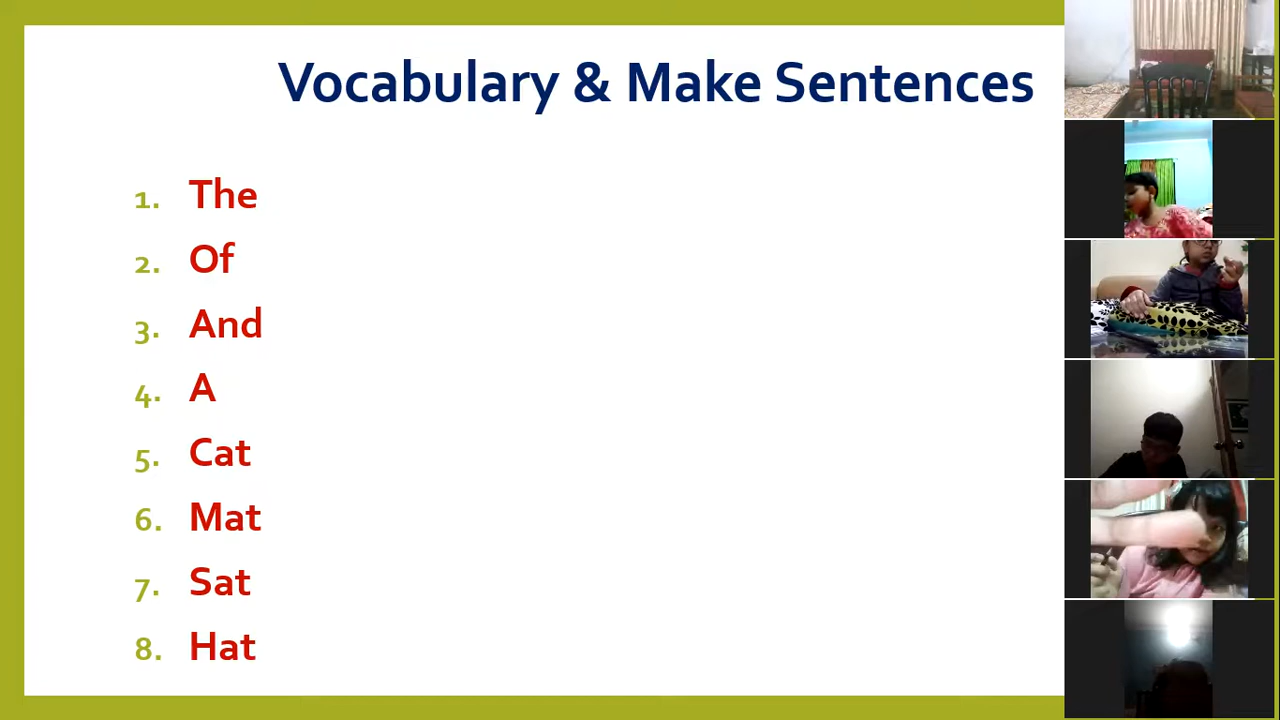 Vocabulary & Make Sentences
1. The
2. Of
3. And
4. A
5. Cat
6. Mat
7. Sat
8. Hat